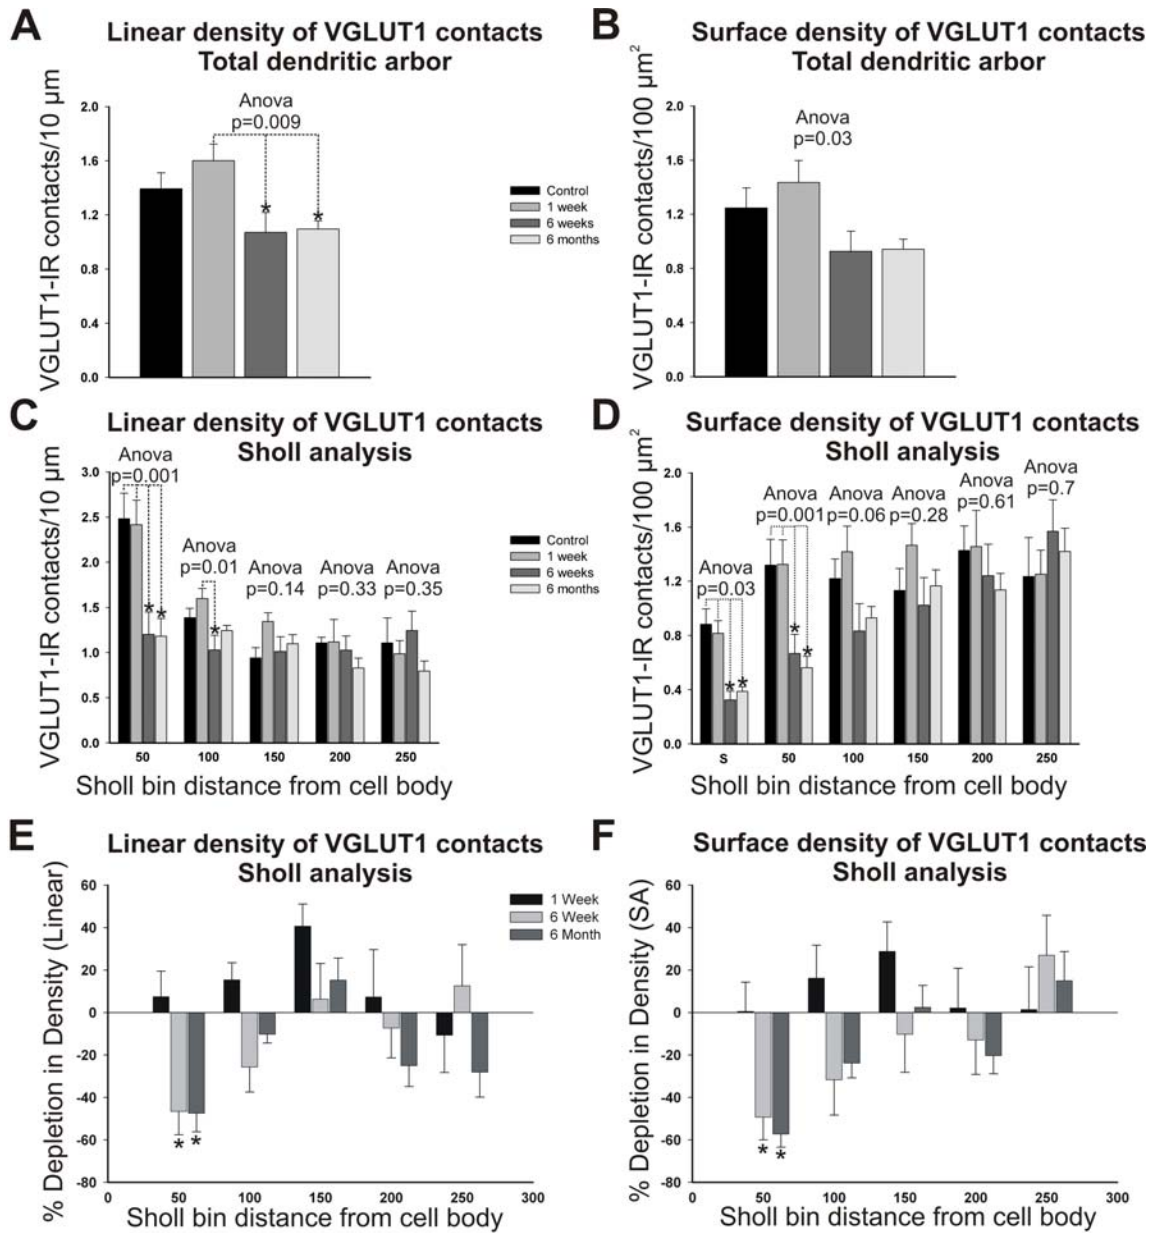 A
Linear density of VGLUT1 contacts
Total dendritic arbor
VGLUT1-IR contacts/10 µm
2.0
1.6
1.2
0.8
0.4
0.0
Anova
p=0.009
*
*
Control
1 week
6 weeks
6 months
B
Surface density of VGLUT1 contacts
Total dendritic arbor
VGLUT1-IR contacts/100 µm²
2.0
1.6
1.2
0.8
0.4
0.0
Anova
p=0.03
C
Linear density of VGLUT1 contacts
Sholl analysis
VGLUT1-IR contacts/10 µm
3.0
2.5
2.0
1.5
1.0
0.5
0.0
Anova
p=0.001
* *
Anova
p=0.01
*
p=0.14
p=0.33
p=0.35
50 100 150 200 250
Sholl bin distance from cell body
Control
1 week
6 weeks
6 months
D
Surface density of VGLUT1 contacts
Sholl analysis
VGLUT1-IR contacts/100 µm²
2.0
1.6
1.2
0.8
0.4
0.0
Anova
p=0.03
* *
Anova
p=0.001
*
*
Anova
p=0.06
Anova
p=0.28
Anova
p=0.61
Anova
p=0.7
S 50 100 150 200 250
Sholl bin distance from cell body
E
Linear density of VGLUT1 contacts
Sholl analysis
% Depletion in Density (Linear)
60
40
20
0
-20
-40
-60
-80
* *
1 Week
6 Week
6 Month
0 50 100 150 200 250 300
Sholl bin distance from cell body
F
Surface density of VGLUT1 contacts
Sholl analysis
% Depletion in Density (SA)
60
40
20
0
-20
-40
-60
-80
* *
0 50 100 150 200 250 300
Sholl bin distance from cell body